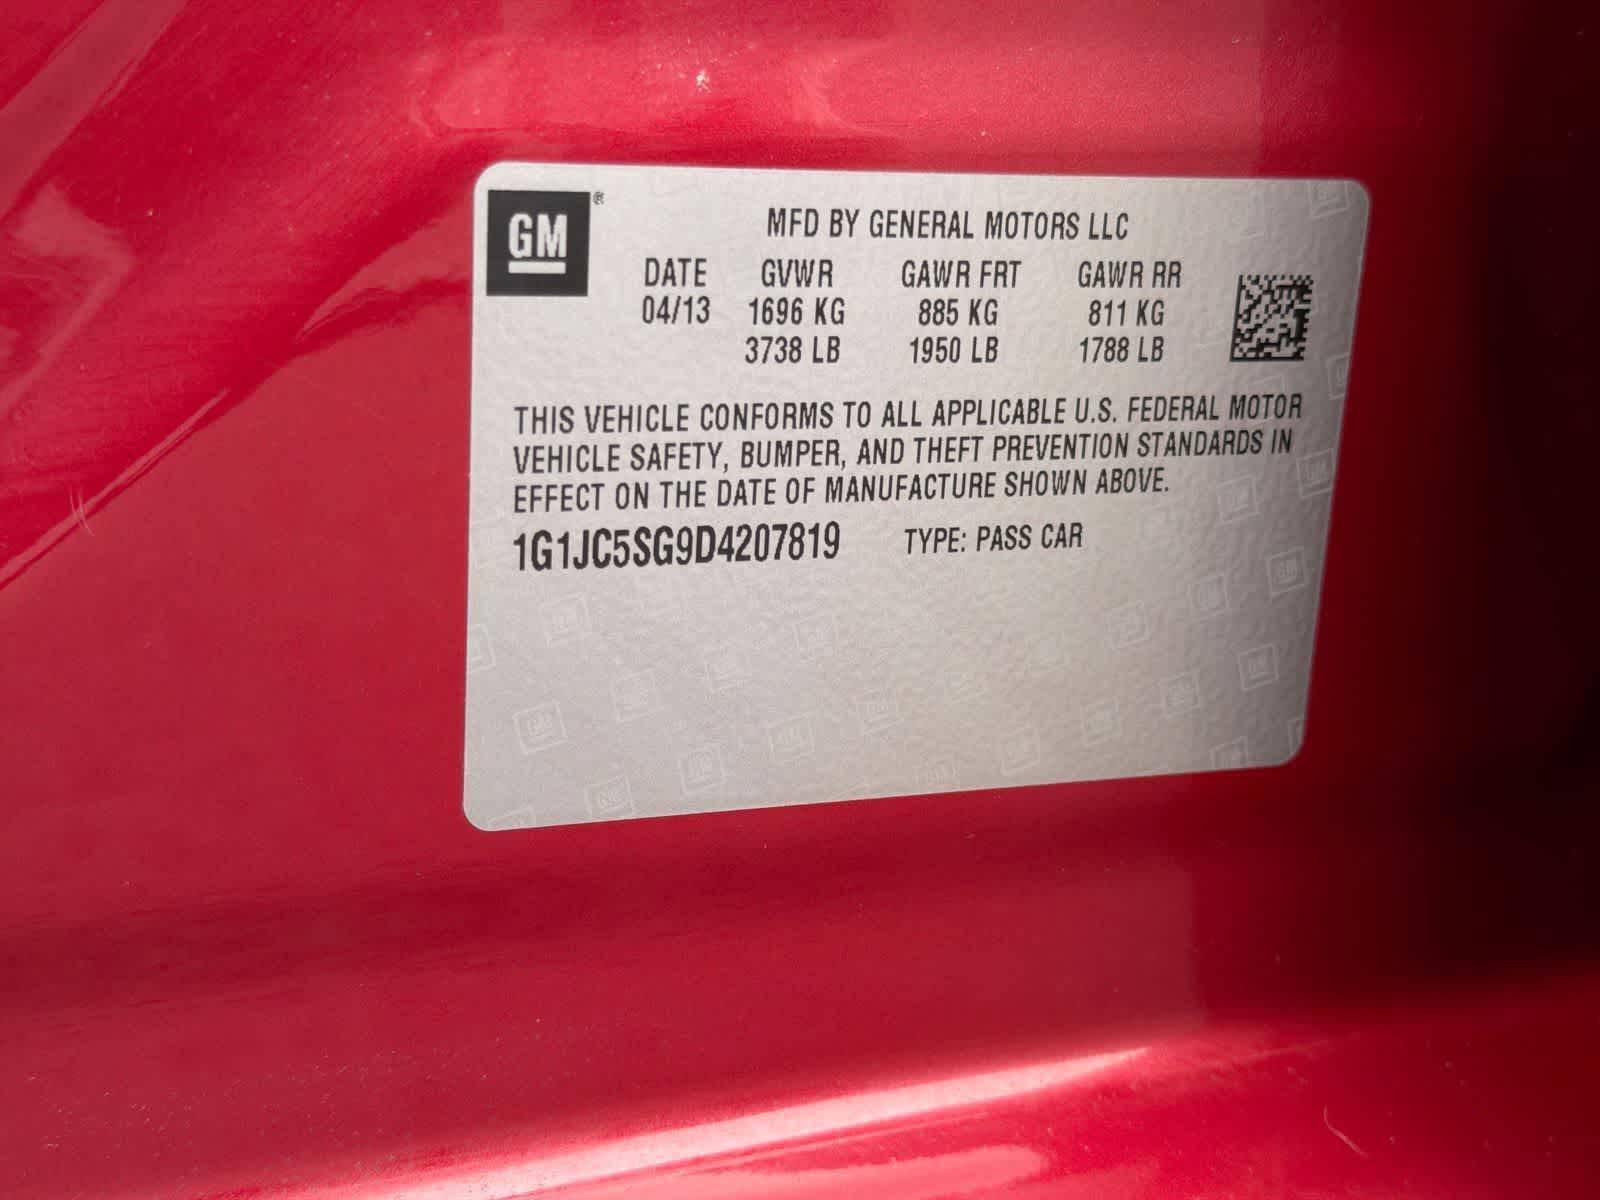 GM®
MFD BY GENERAL MOTORS LLC
DATE GVWR GAWR FRT GAWR RR
04/13 1696 KG 885 KG 811 KG
3738 LB 1950 LB 1788 LB
THIS VEHICLE CONFORMS TO ALL APPLICABLE U.S. FEDERAL MOTOR
VEHICLE SAFETY, BUMPER, AND THEFT PREVENTION STANDARDS IN
EFFECT ON THE DATE OF MANUFACTURE SHOWN ABOVE.
1G1JC5SG9D4207819 TYPE: PASS CAR